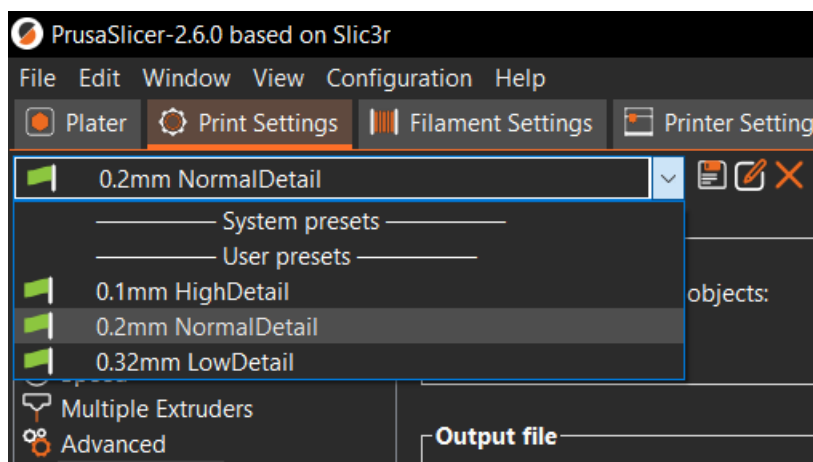 PrusaSlicer-2.6.0 based on Slic3r
File Edit Window View Configuration Help
Plater Print Settings Filament Settings Printer Setting
0.2mm NormalDetail
System presets
User presets
0.1mm HighDetail
objects:
0.2mm NormalDetail
0.32mm LowDetail
Multiple Extruders
Advanced
Output file